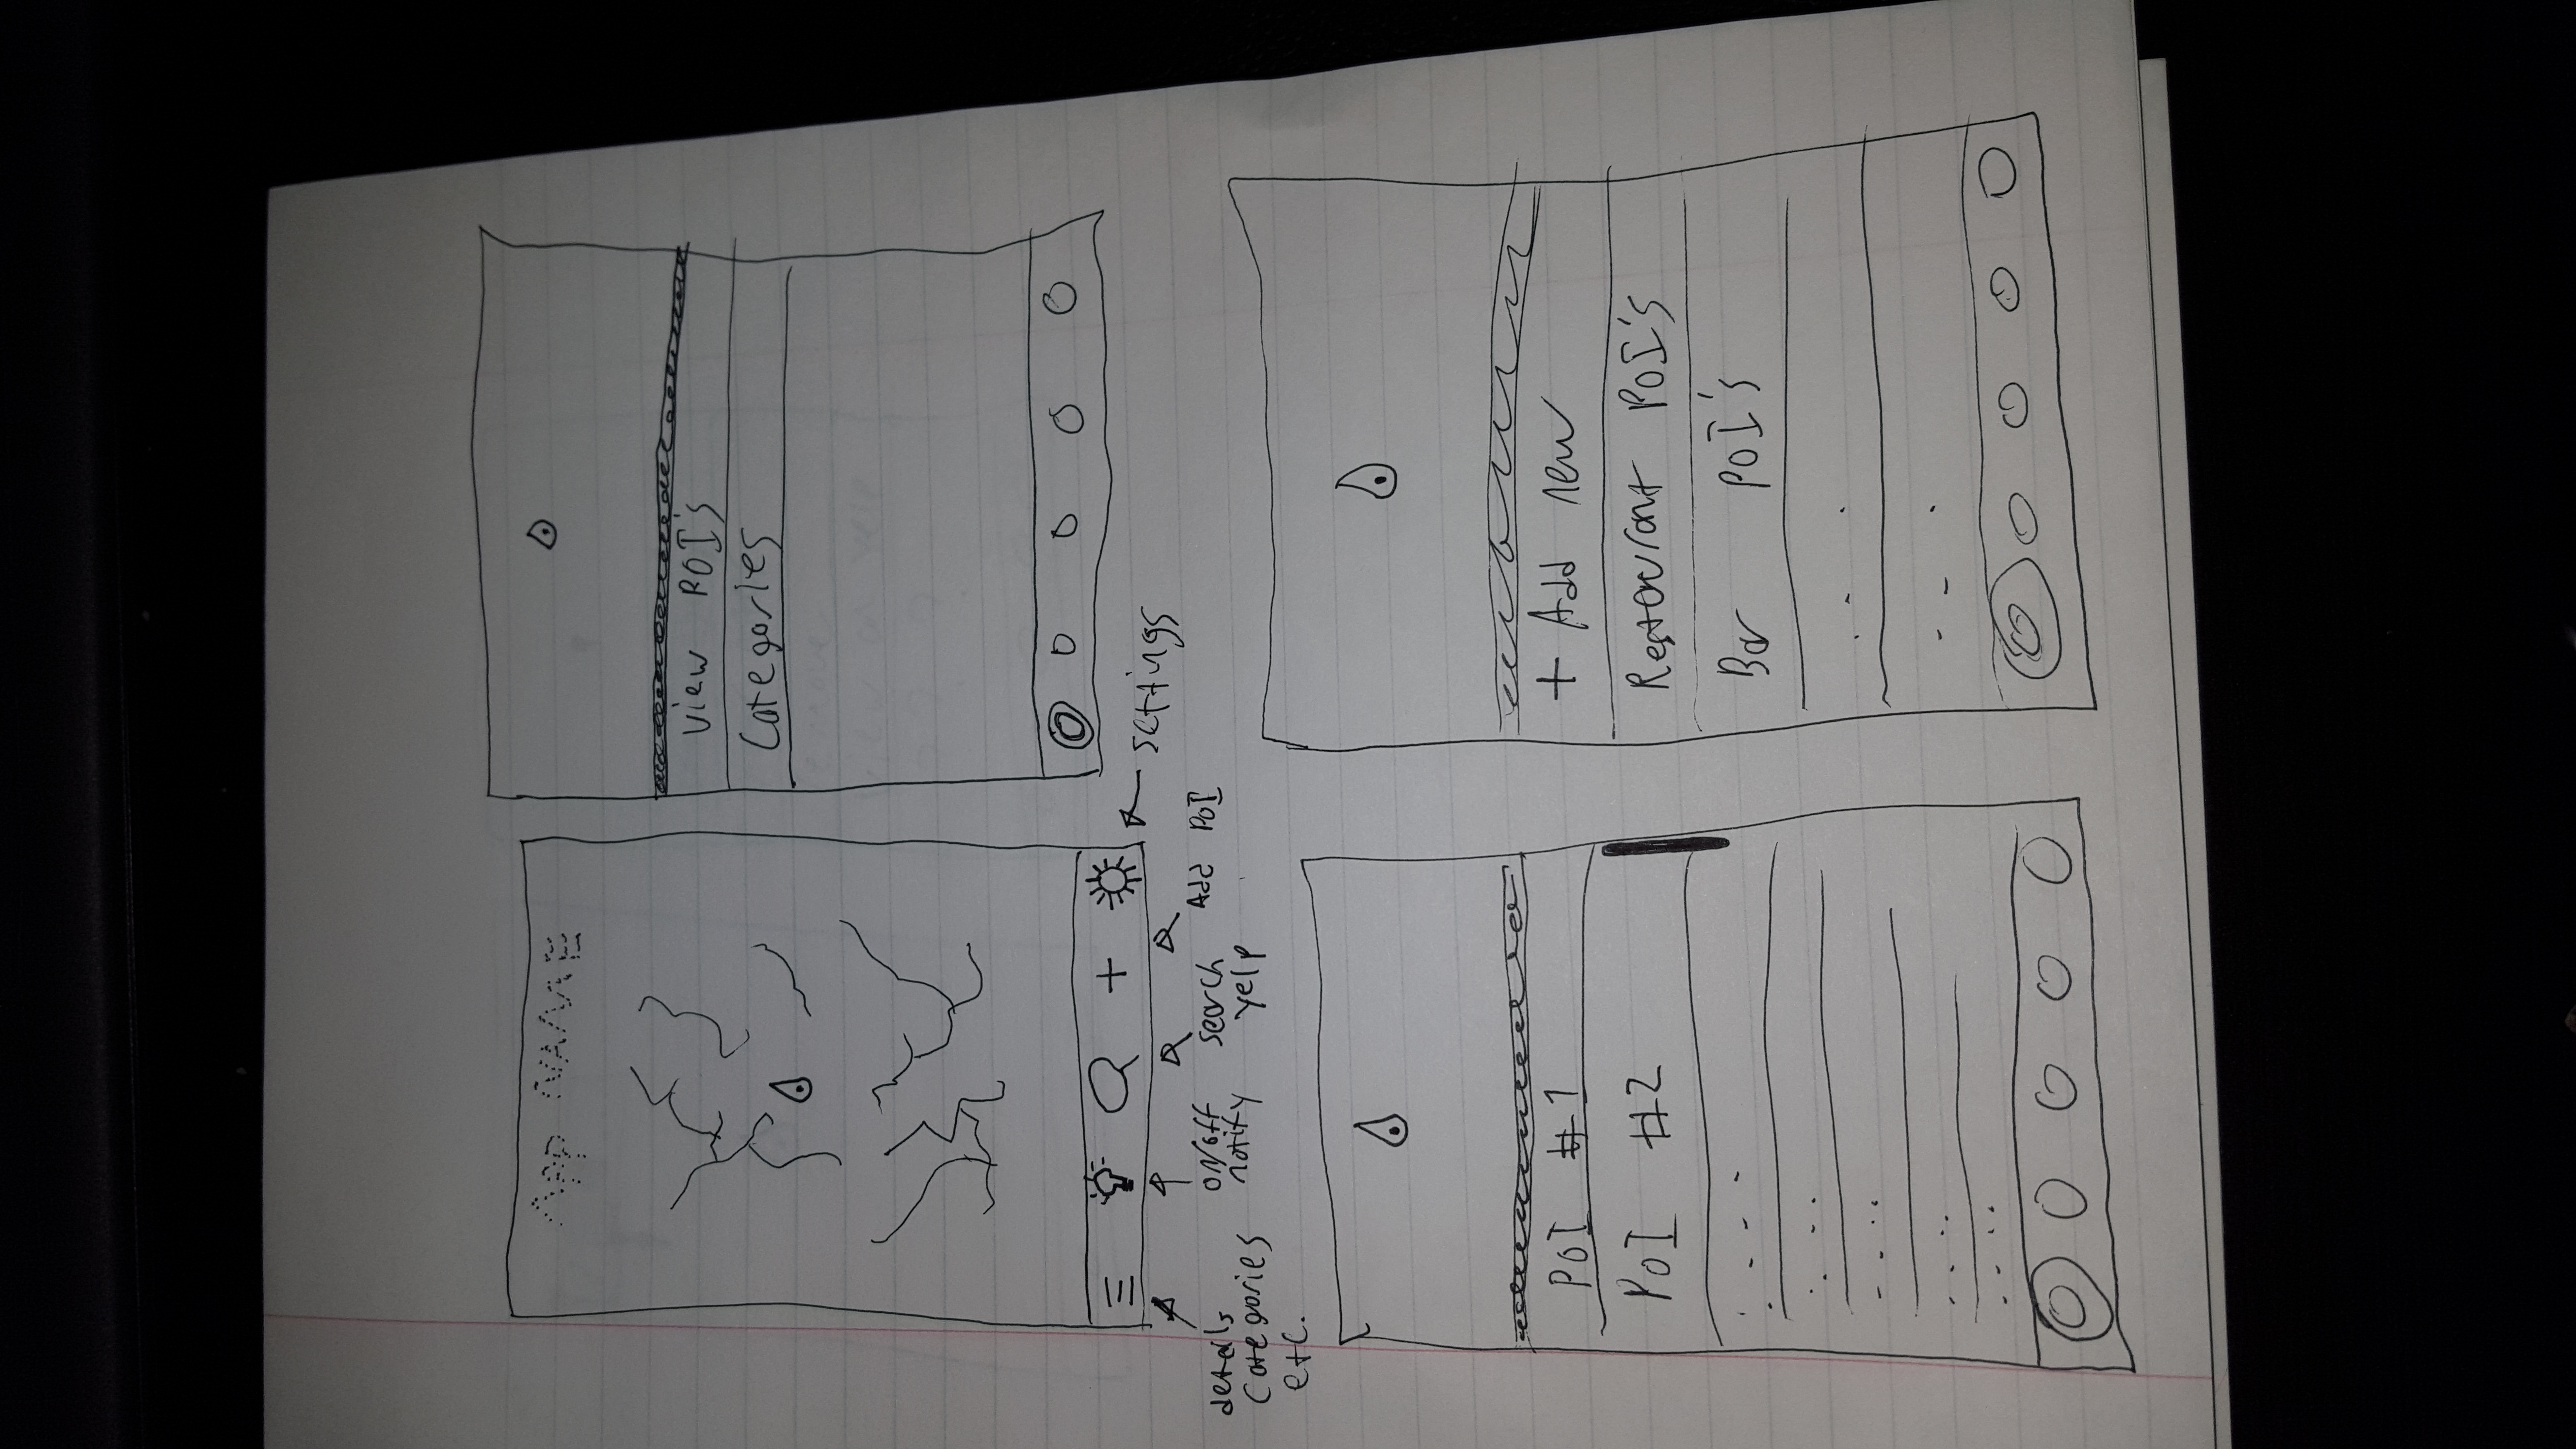 APP NAME
View POI's
Categories
settings
details
Categories
etc.
on/off
notify
search
yelp
Add POI
POI #1
POI #2
+ Add new
Restaurant POI's
Bar POI's